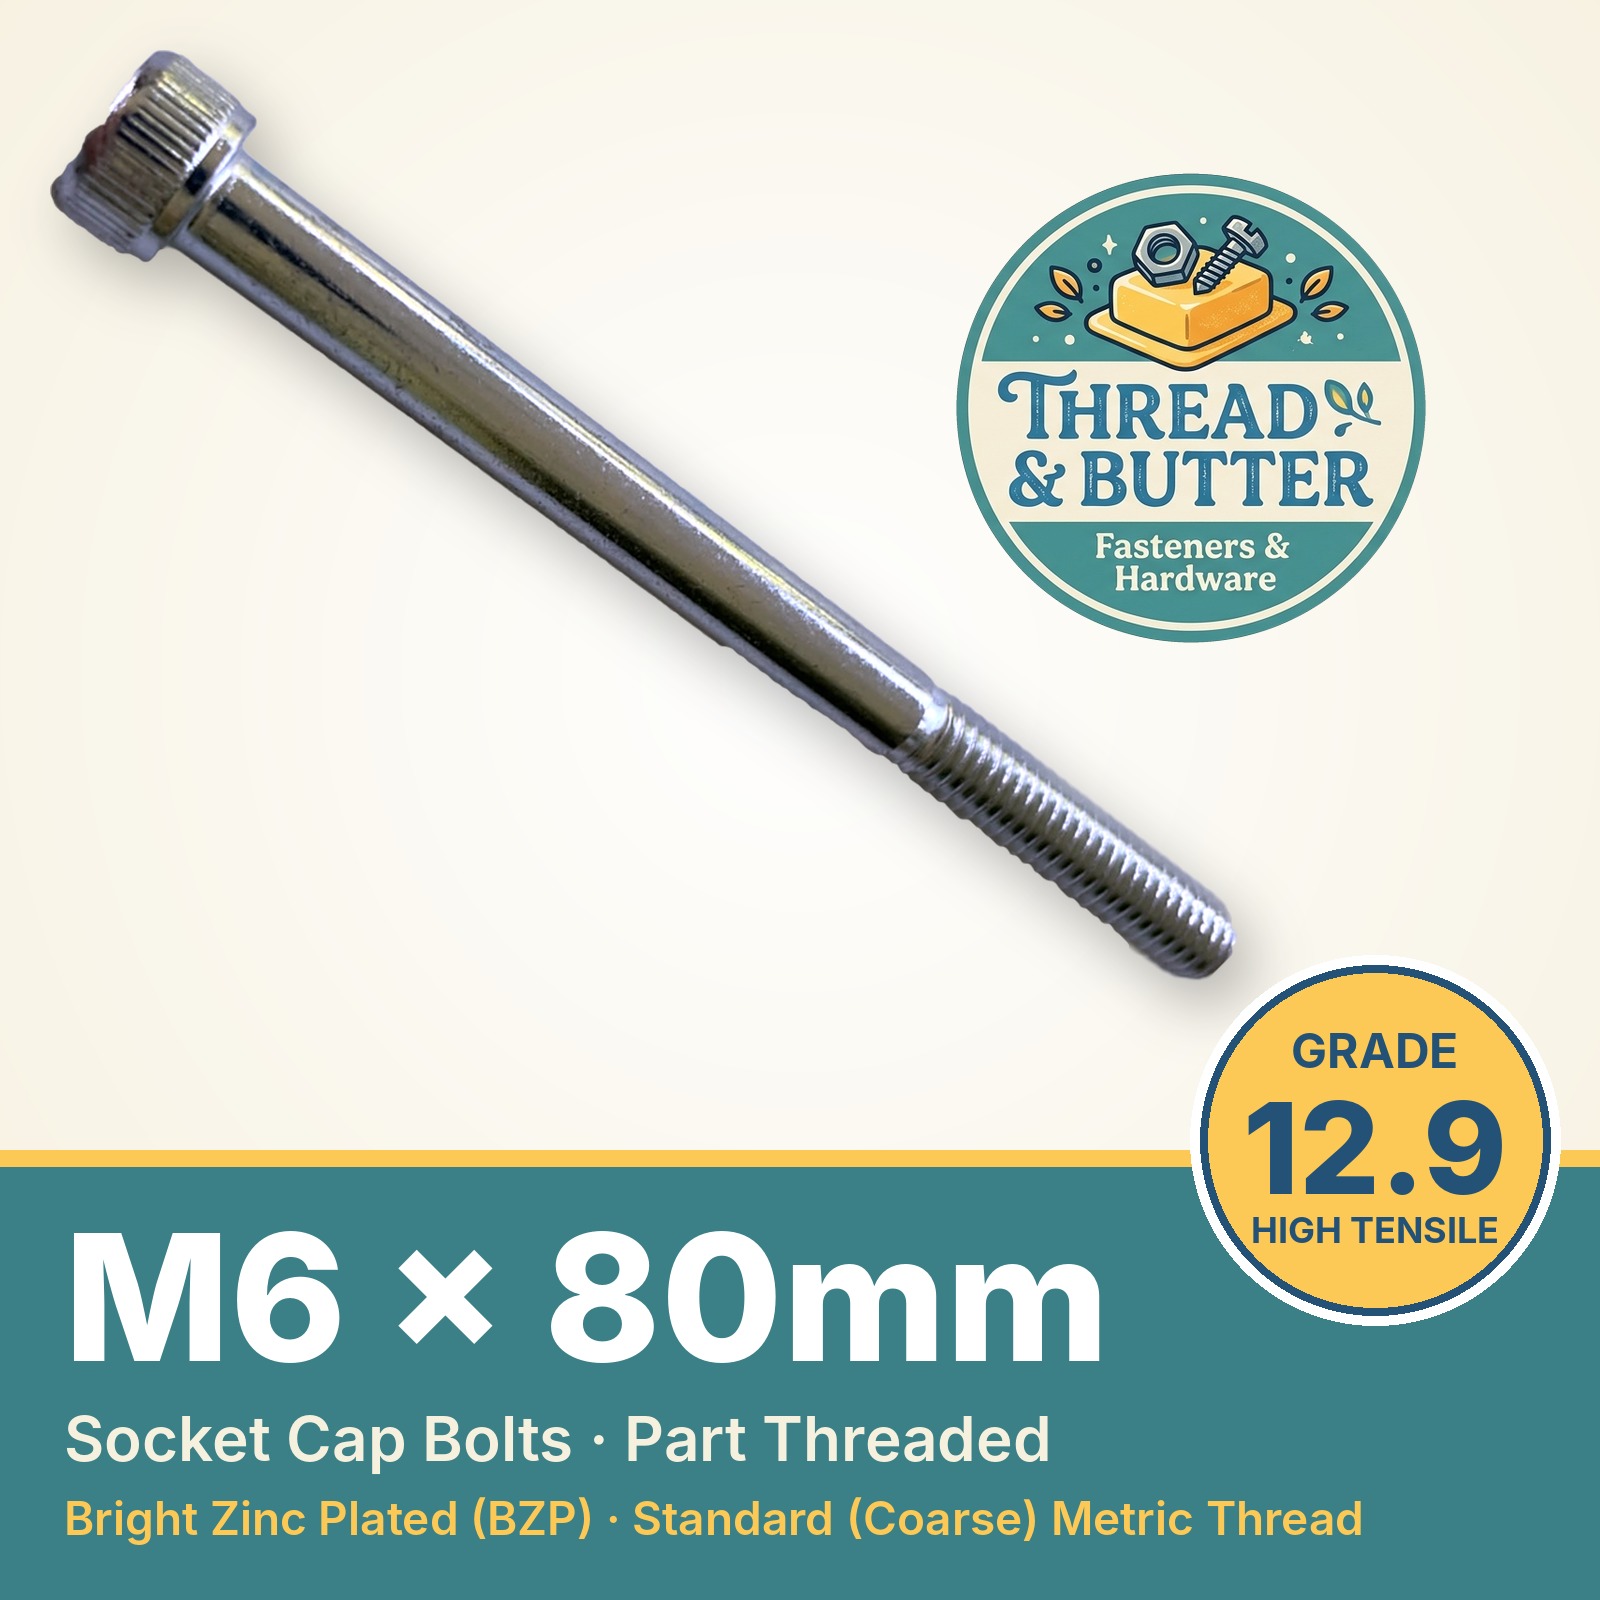 THREAD
& BUTTER
Fasteners &
Hardware
GRADE
12.9
HIGH TENSILE
M6 × 80mm
Socket Cap Bolts · Part Threaded
Bright Zinc Plated (BZP) · Standard (Coarse) Metric Thread